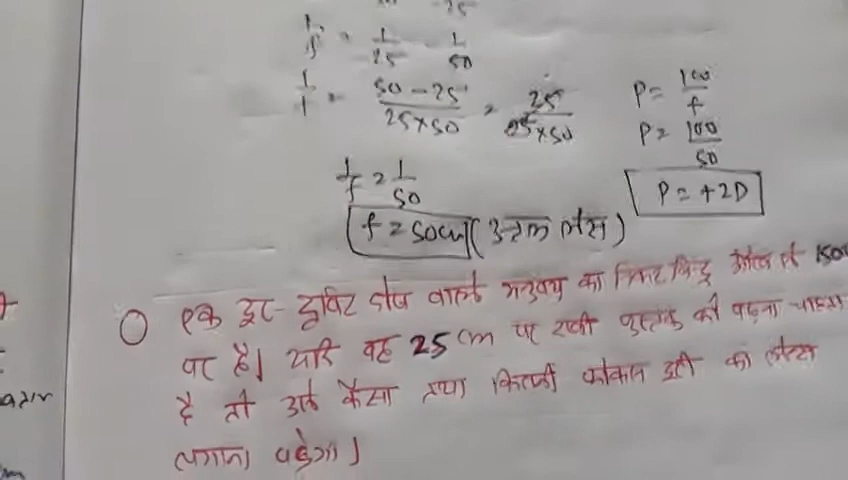 25
1/f = 1/25 - 1/50
1/f = (50 - 25)/(25×50) = 25/(25×50)
P = 100/f
P = 100/50
1/f = 1/50
P = +2D
f = 50cm (उत्तल लेंस)
एक दूर-दृष्टि दोष वाले मनुष्य का निकट बिन्दु
पर है। यदि वह 25 cm पर रखी पुस्तक को पढ़ना चाहता
है तो उसे कैसा तथा कितनी फोकस दूरी का लेन्स
लगाना पड़ेगा।